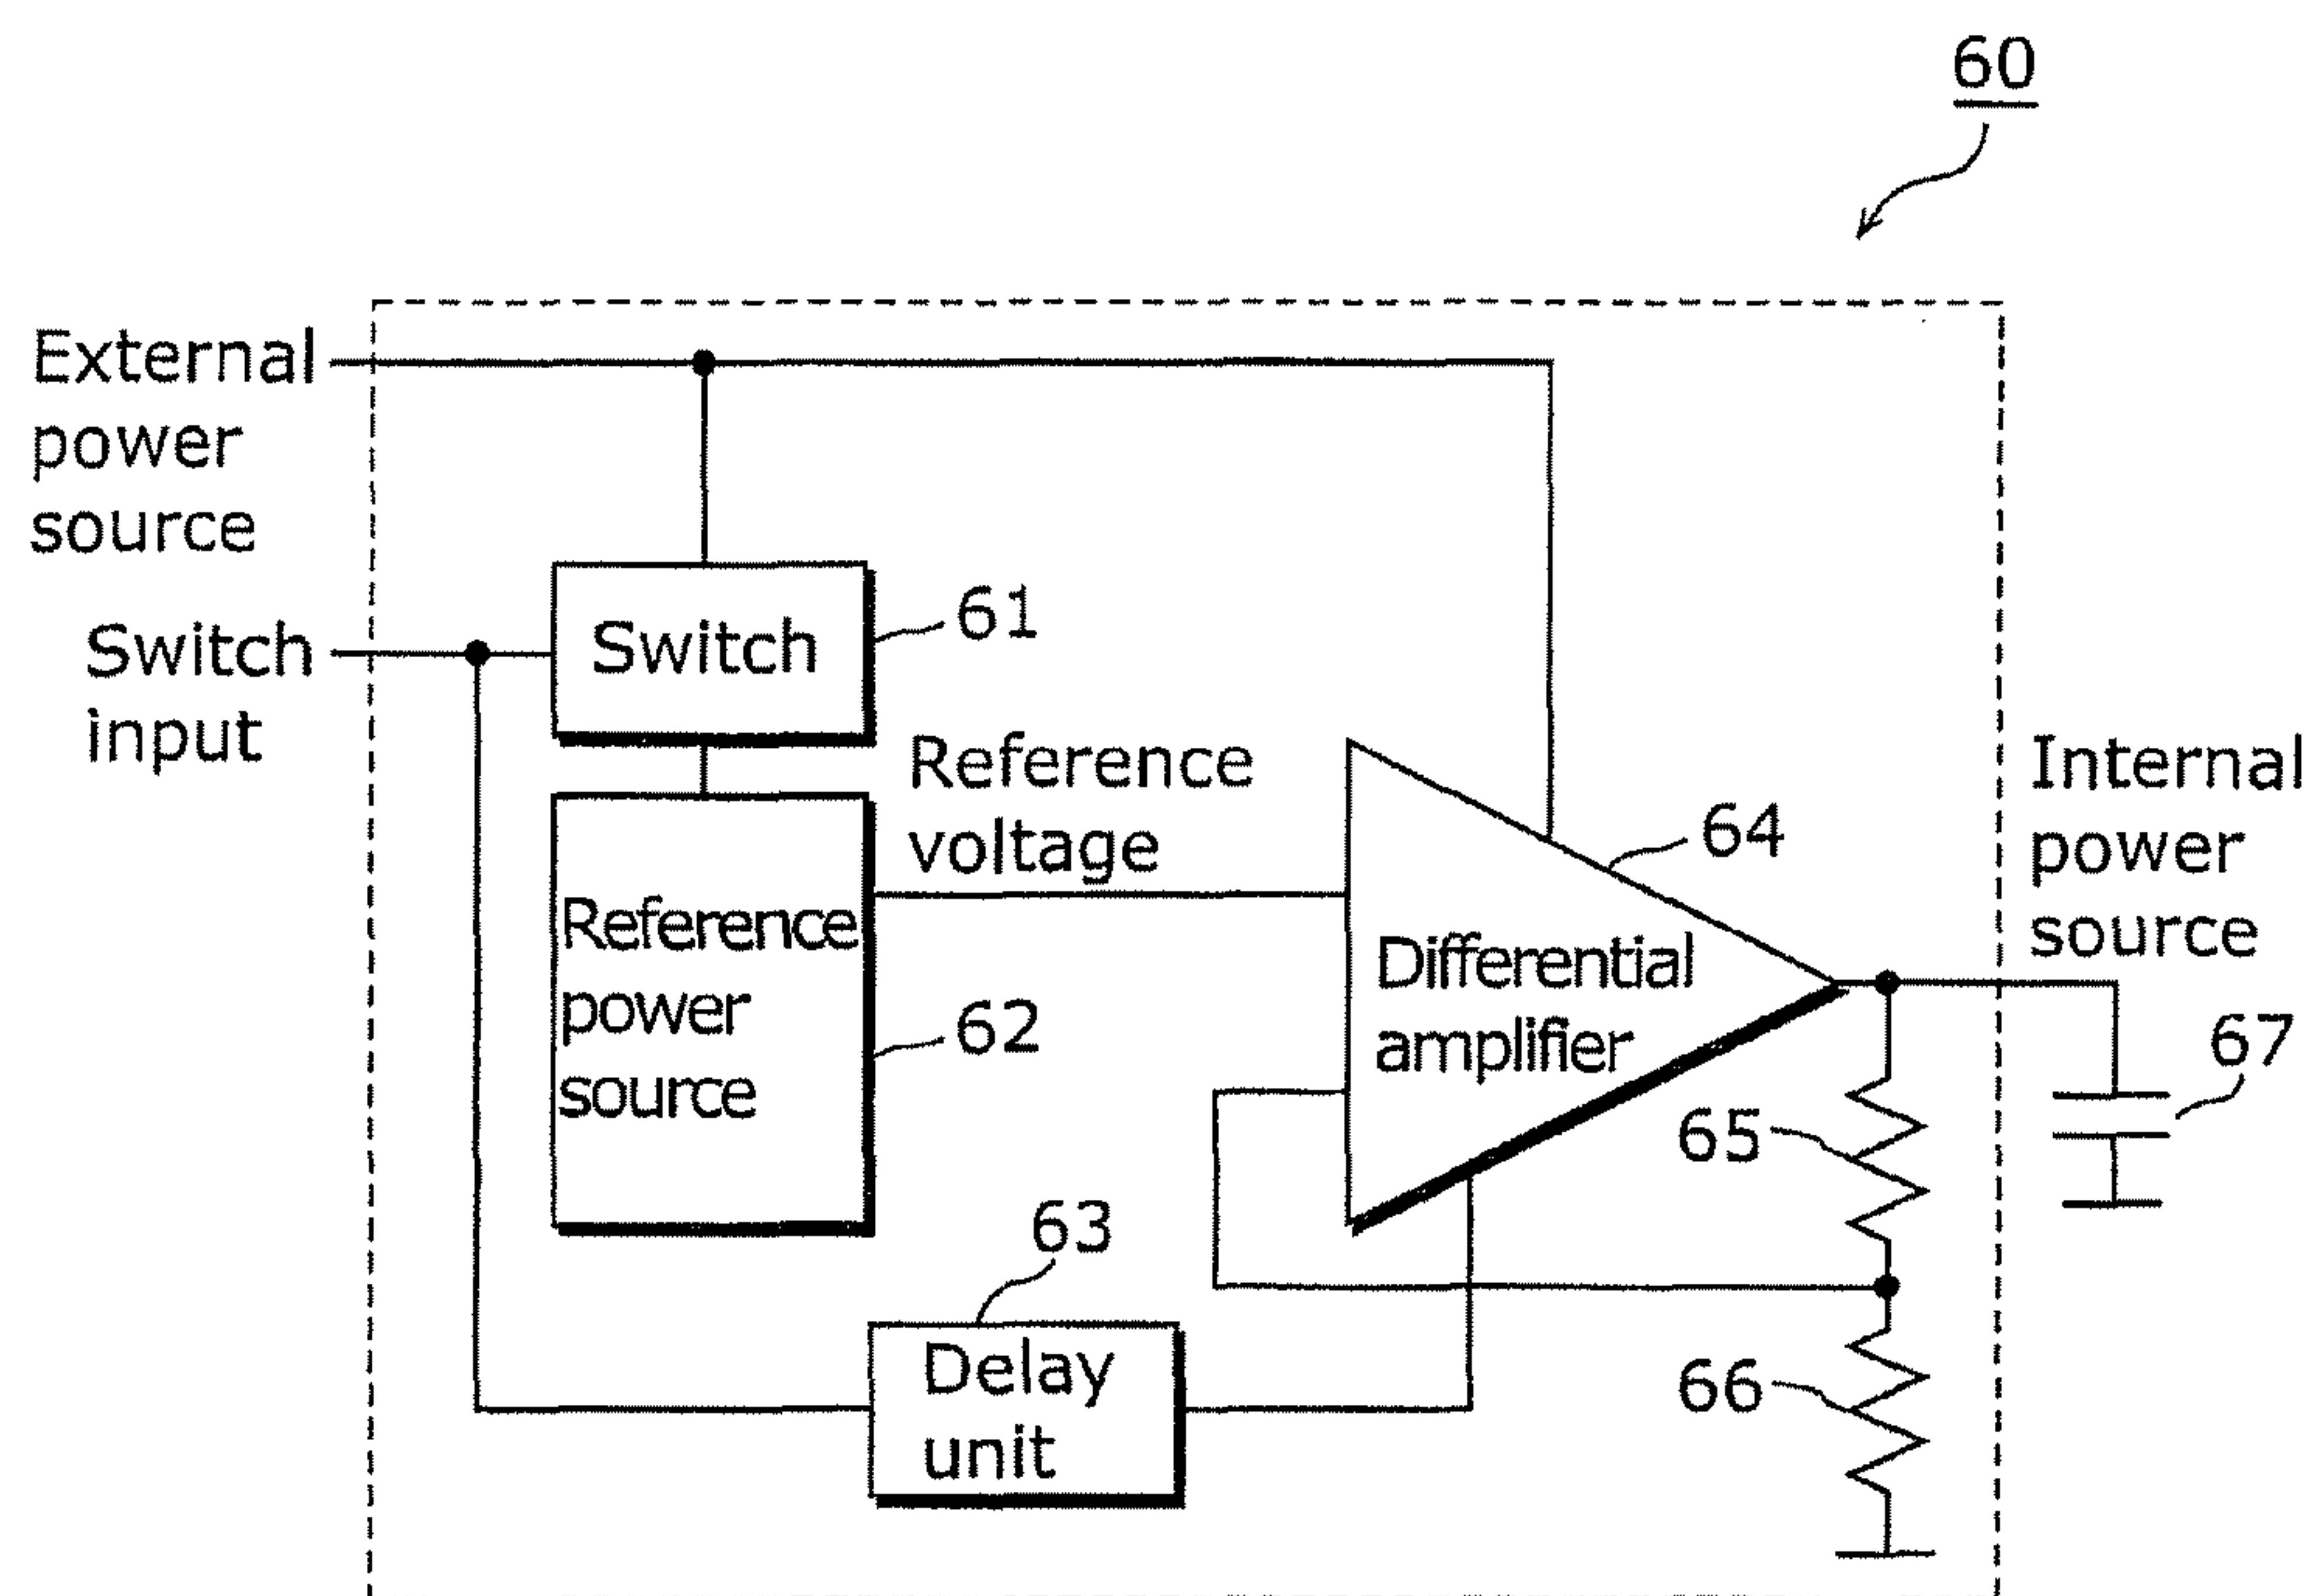 60
External
power
source
Switch
input
Switch
61
Reference
voltage
Reference
power
source
62
63
Delay
unit
Differential
amplifier
64
65
66
Internal
power
source
67